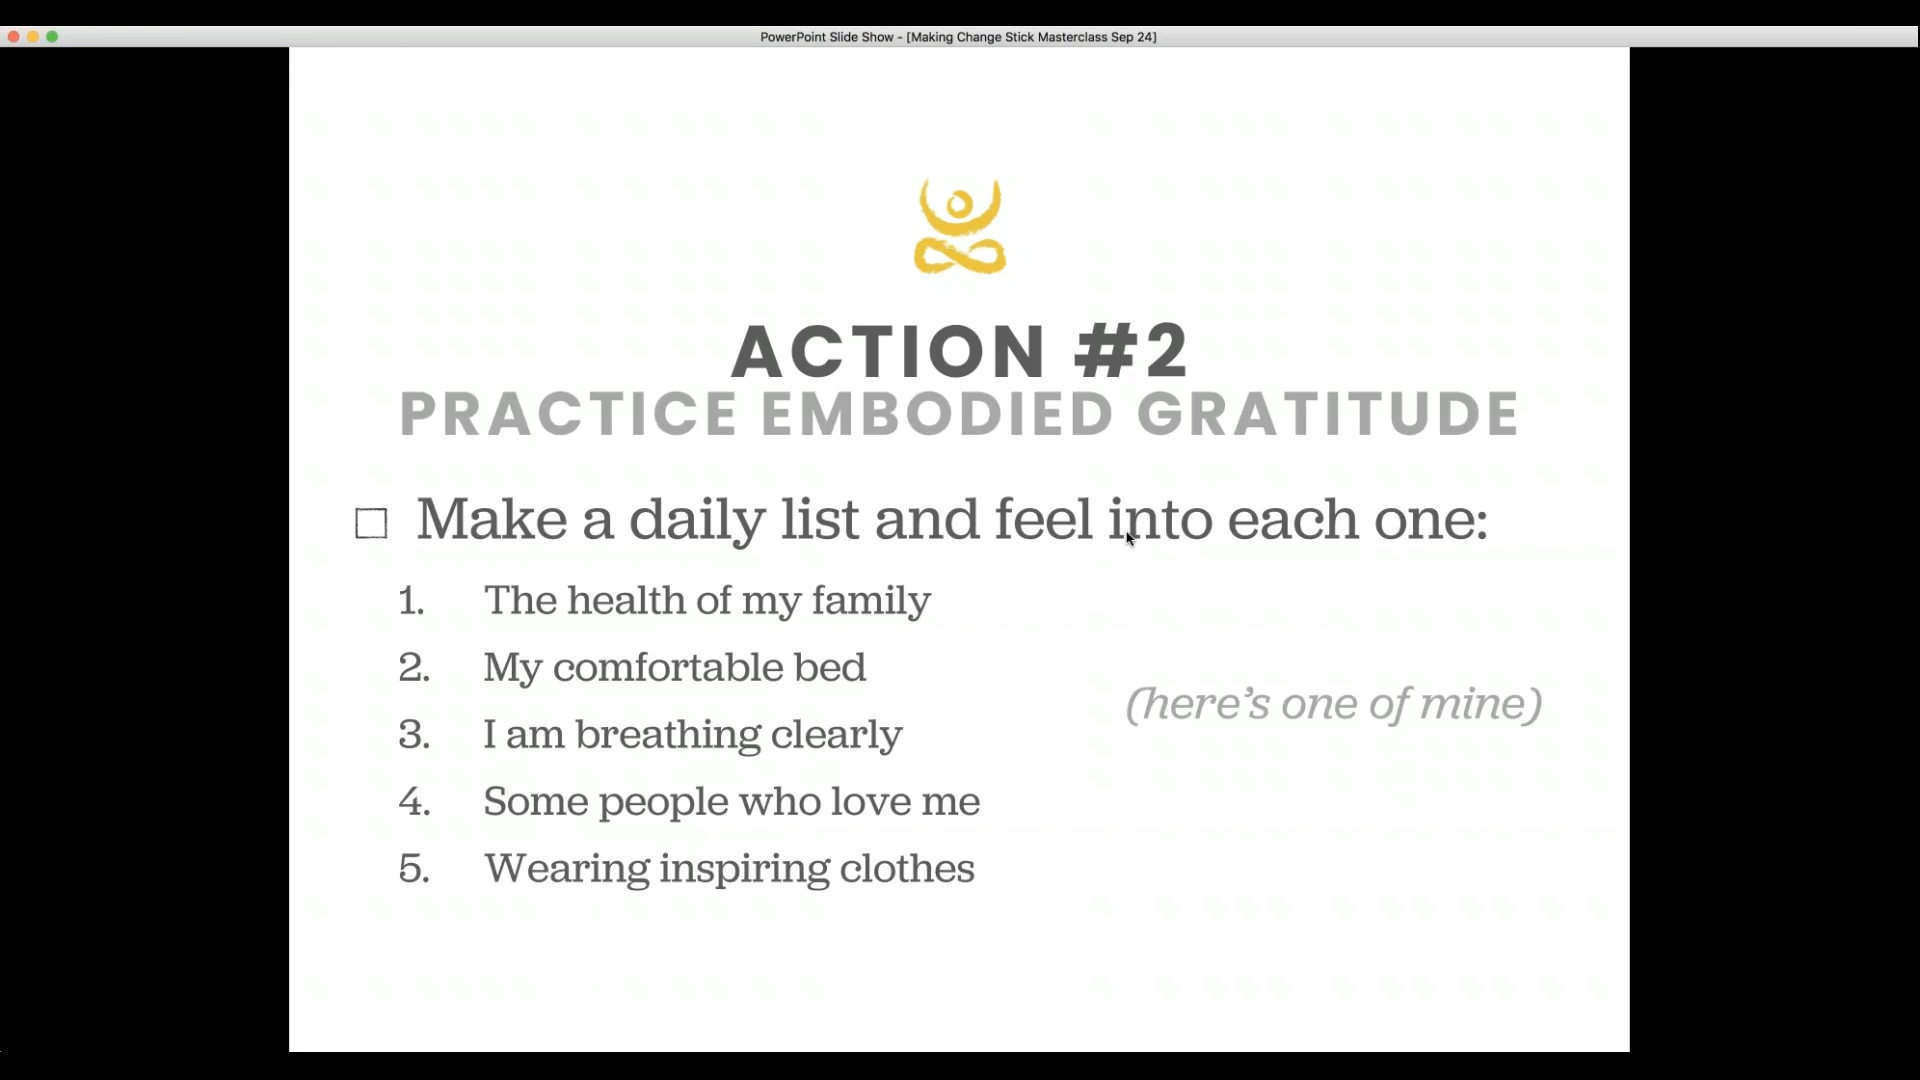 PowerPoint Slide Show - [Making Change Stick Masterclass Sep 24]
ACTION #2
PRACTICE EMBODIED GRATITUDE
Make a daily list and feel into each one:
1. The health of my family
2. My comfortable bed
(here’s one of mine)
3. I am breathing clearly
4. Some people who love me
5. Wearing inspiring clothes